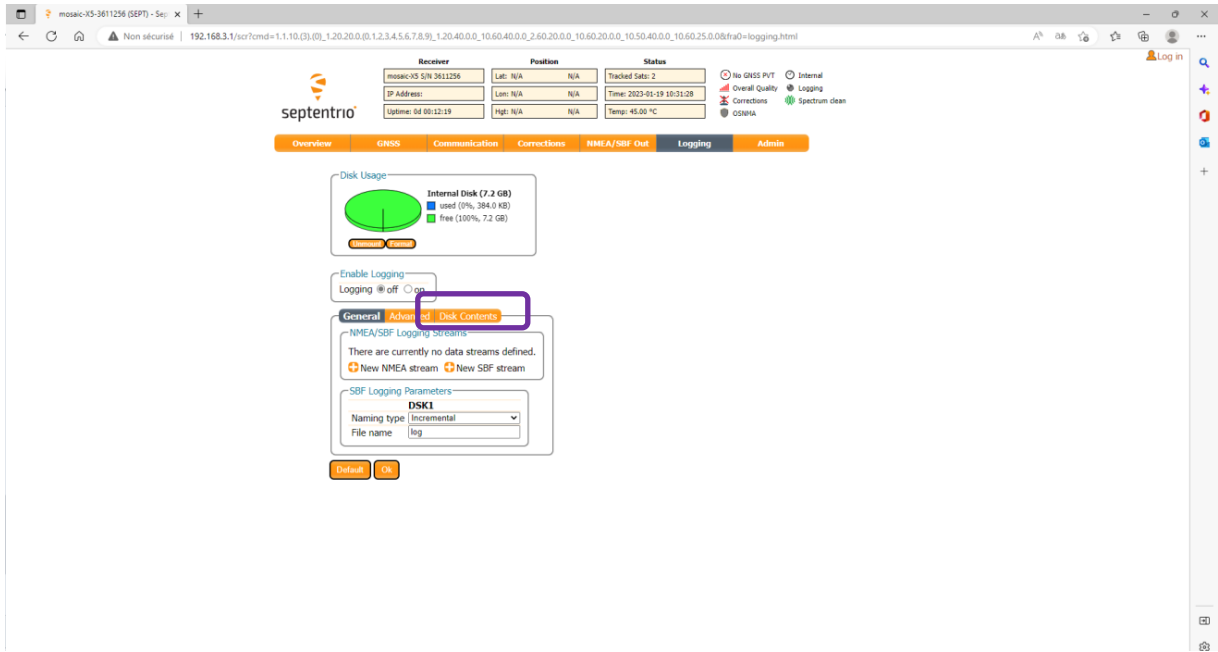 mosaic-X5-3611256 (SEPT) - Sep
Non sécurisé | 192.168.3.1/scr?cmd=1.1.10.(3).(0)_1.20.20.0.(0.1.2.3.4.5.6.7.8.9)_1.20.40.0.0_10.60.40.0.0_2.60.20.0.0_10.60.20.0.0_10.50.40.0.0_10.60.25.0.0&fra0=logging.html
Log in
septentrio
Receiver
mosaic-X5 S/N 3611256
IP Address:
Uptime: 0d 00:12:19
Position
Lat: N/A N/A
Lon: N/A N/A
Hgt: N/A N/A
Status
Tracked Sats: 2
Time: 2023-01-19 10:31:28
Temp: 45.00 °C
No GNSS PVT Internal
Overall Quality Logging
Corrections Spectrum clean
OSNMA
Overview GNSS Communication Corrections NMEA/SBF Out Logging Admin
Disk Usage
Internal Disk (7.2 GB)
used (0%, 384.0 KB)
free (100%, 7.2 GB)
Unmount Format
Enable Logging
Logging off on
General Advanced Disk Contents
NMEA/SBF Logging Streams
There are currently no data streams defined.
New NMEA stream New SBF stream
SBF Logging Parameters
DSK1
Naming type Incremental
File name log
Default Ok